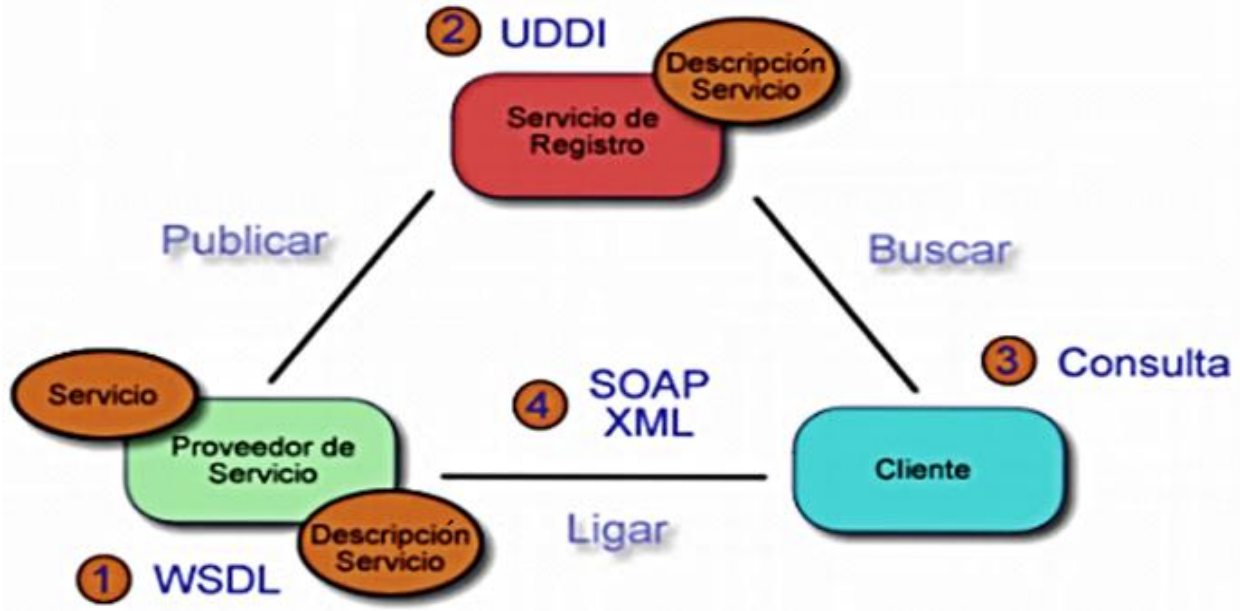 2 UDDI
Descripción
Servicio
Servicio de
Registro
Publicar
Buscar
Servicio
Proveedor de
Servicio
Descripción
Servicio
1 WSDL
4 SOAP
XML
Ligar
3 Consulta
Cliente